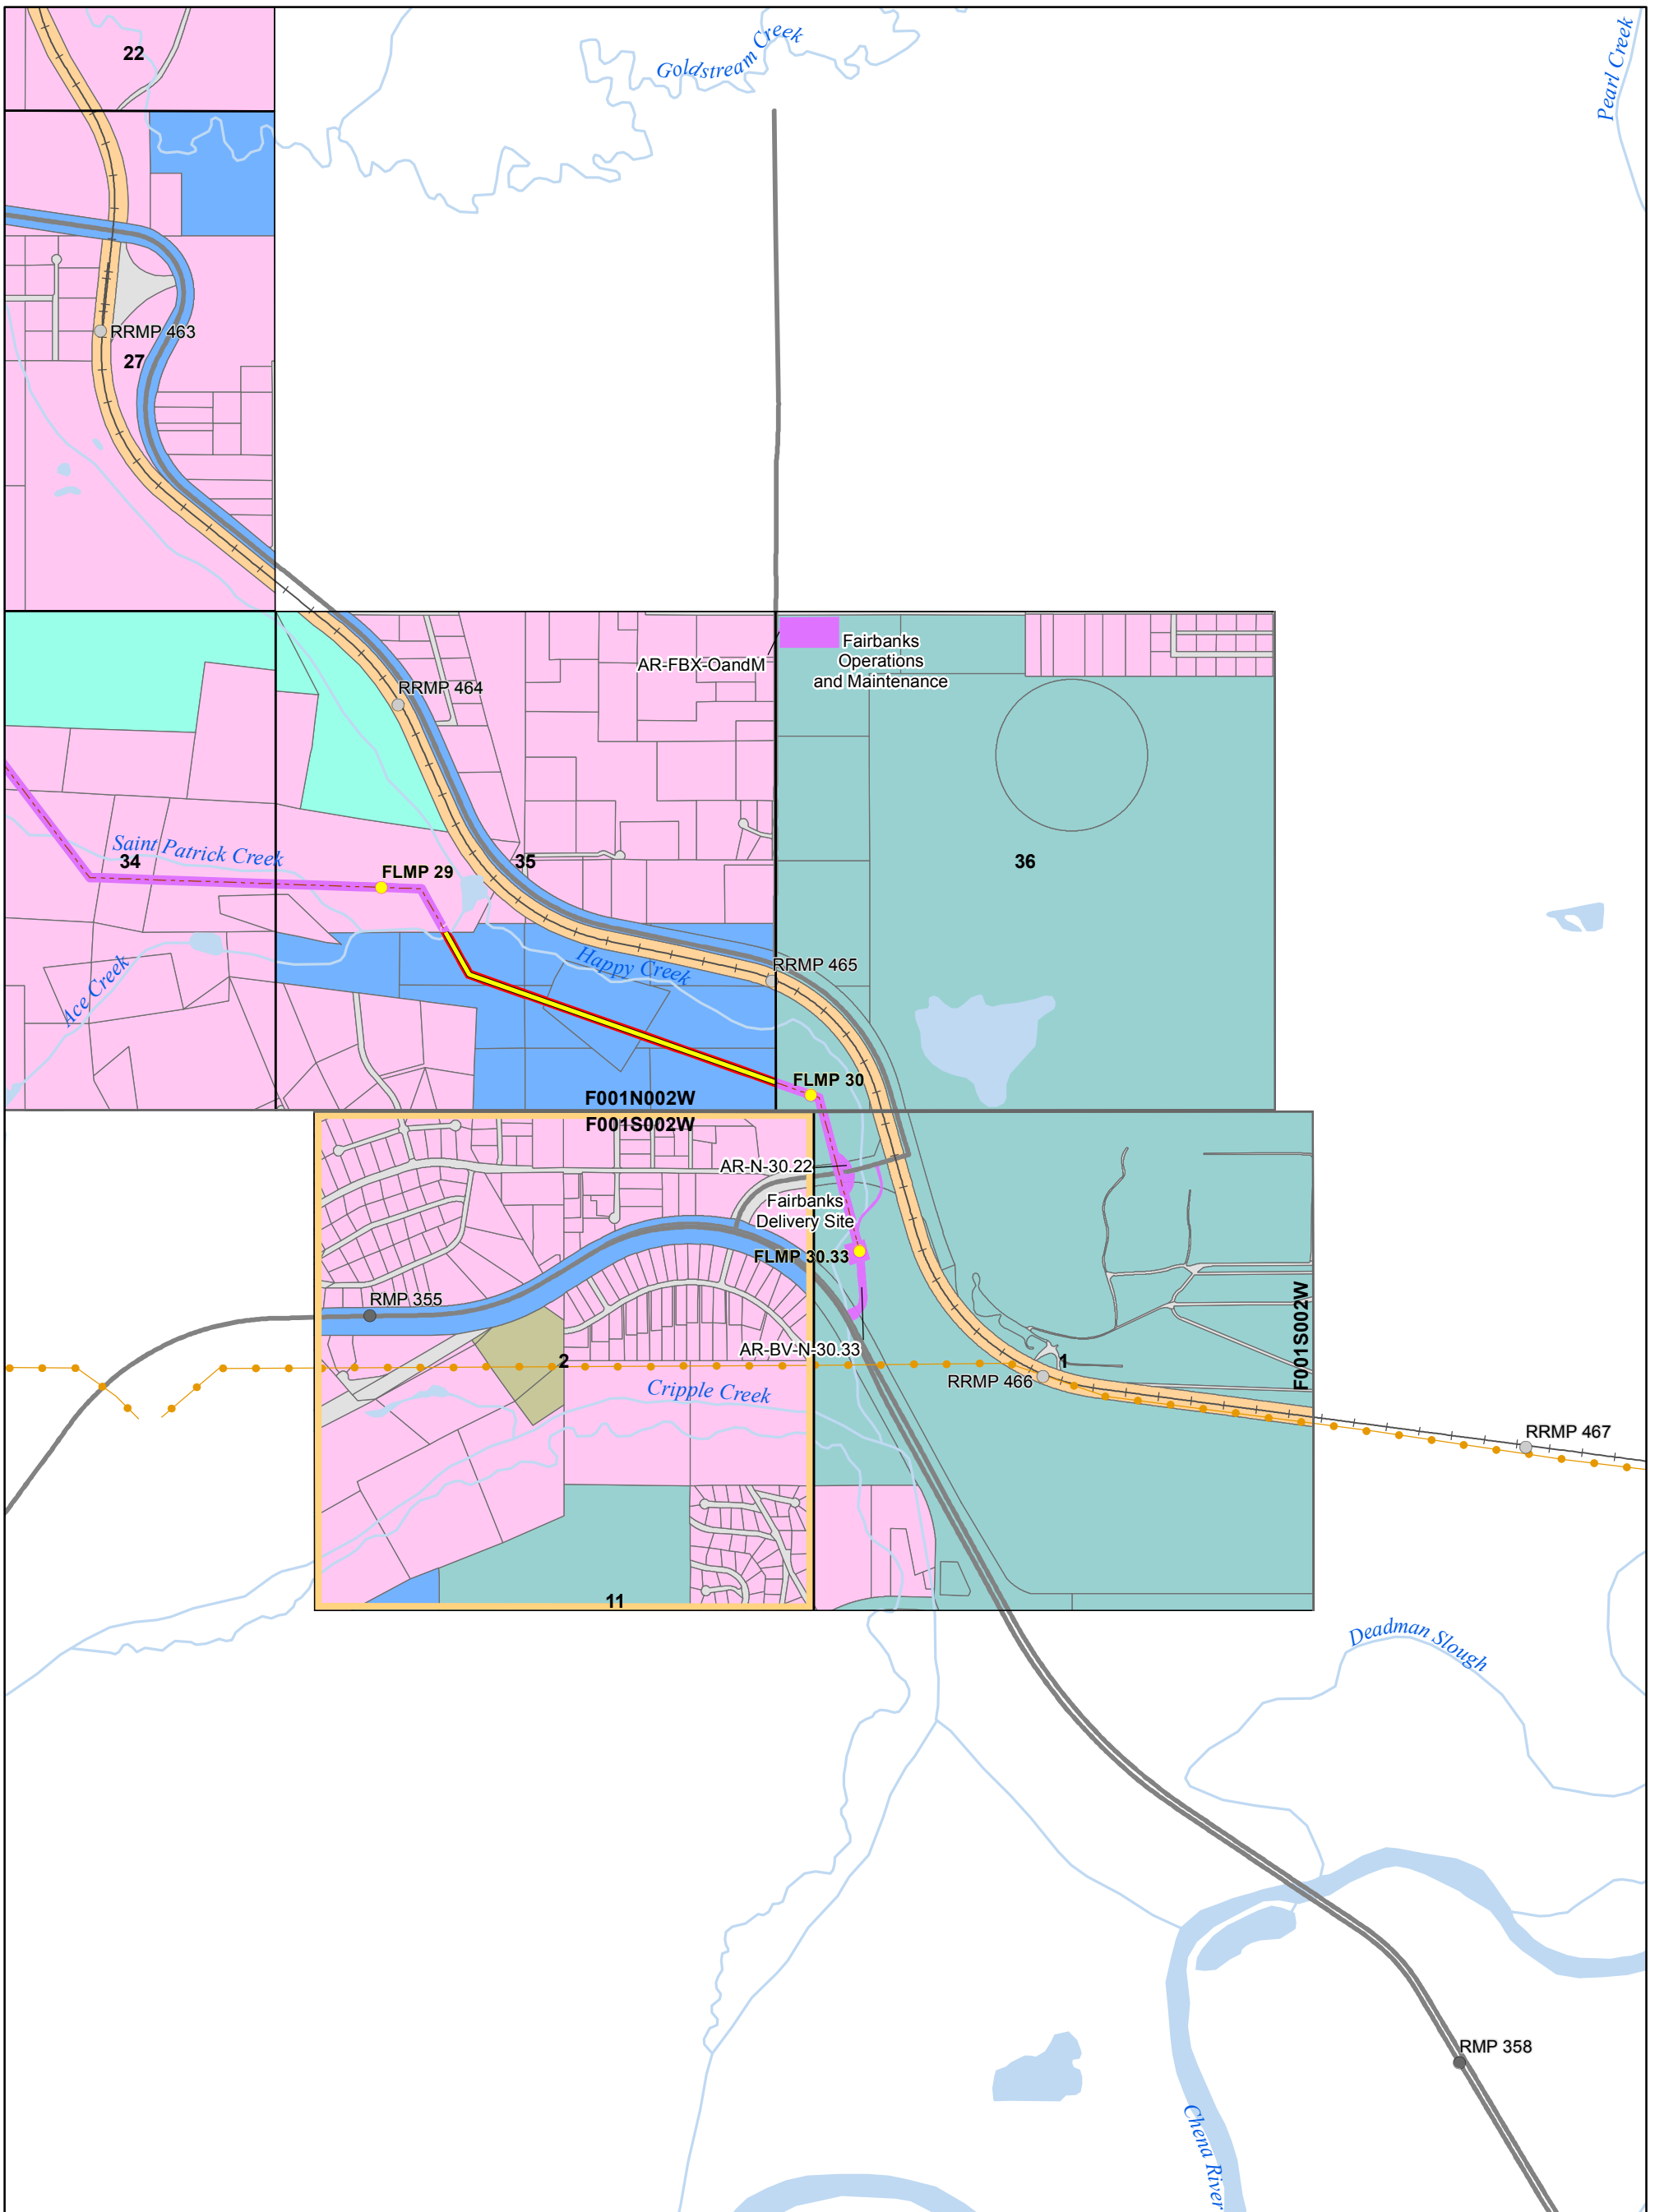 22
Goldstream Creek
Pearl Creek
RRMP 463
27
AR-FBX-OandM
Fairbanks
Operations
and Maintenance
RRMP 464
Saint Patrick Creek
34
FLMP 29
35
36
Ace Creek
Happy Creek
RRMP 465
FLMP 30
F001N002W
F001S002W
AR-N-30.22
Fairbanks
Delivery Site
FLMP 30.33
RMP 355
F001S002W
AR-BV-N-30.33
2
1
RRMP 466
Cripple Creek
RRMP 467
11
Deadman Slough
RMP 358
Chena River